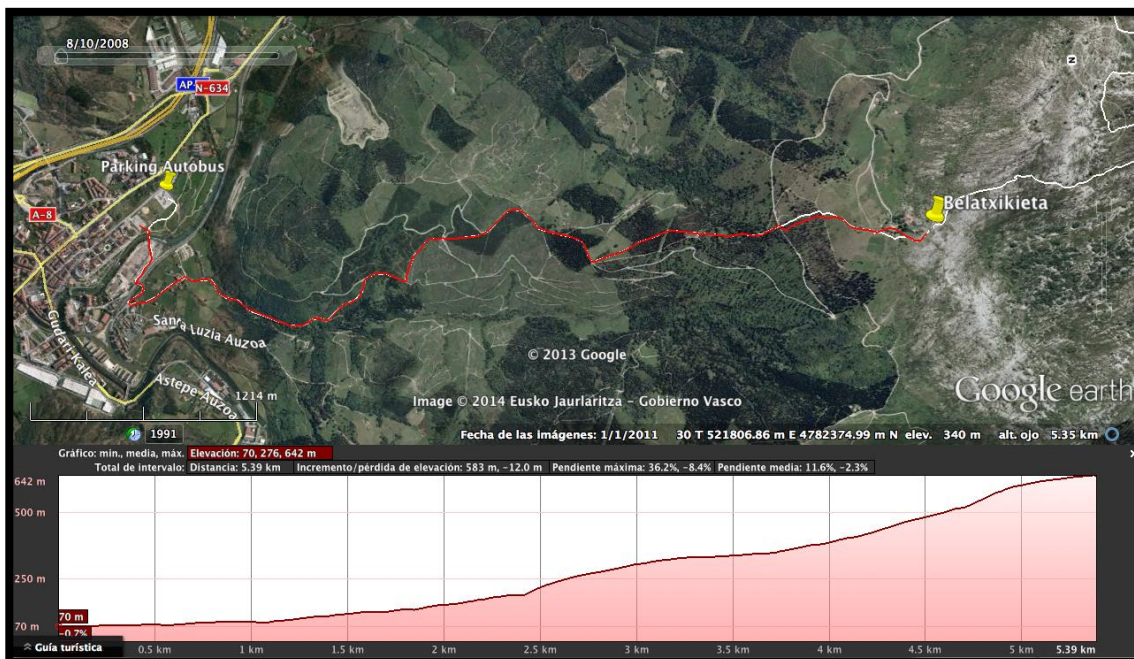 8/10/2008
AP-
N-634
Parking Autobus
A-8
Belatxikieta
Santa Luzia Auzoa
Gudari Kalea
Astepe Auzoa
© 2013 Google
Image © 2014 Eusko Jaurlaritza - Gobierno Vasco
Google earth
1214 m
1991
Fecha de las imágenes: 1/1/2011 30 T 521806.86 m E 4782374.99 m N elev. 340 m alt. ojo 5.35 km
Gráfico: mín., media, máx. Elevación: 70, 276, 642 m
Total de intervalo: Distancia: 5.39 km Incremento/pérdida de elevación: 583 m, -12.0 m Pendiente máxima: 36.2%, -8.4% Pendiente media: 11.6%, -2.3%
642 m
500 m
250 m
70 m
70 m
-0.7%
Guía turística
0.5 km 1 km 1.5 km 2 km 2.5 km 3 km 3.5 km 4 km 4.5 km 5 km 5.39 km